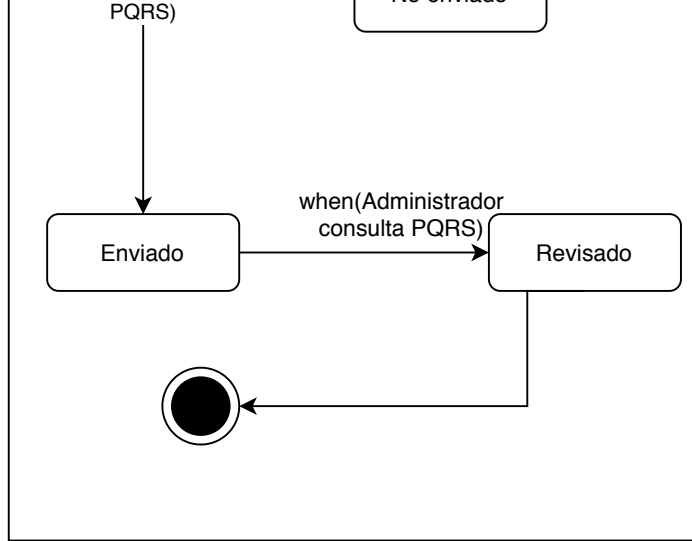 PQRS)
No enviado
when(Administrador
consulta PQRS)
Enviado
Revisado